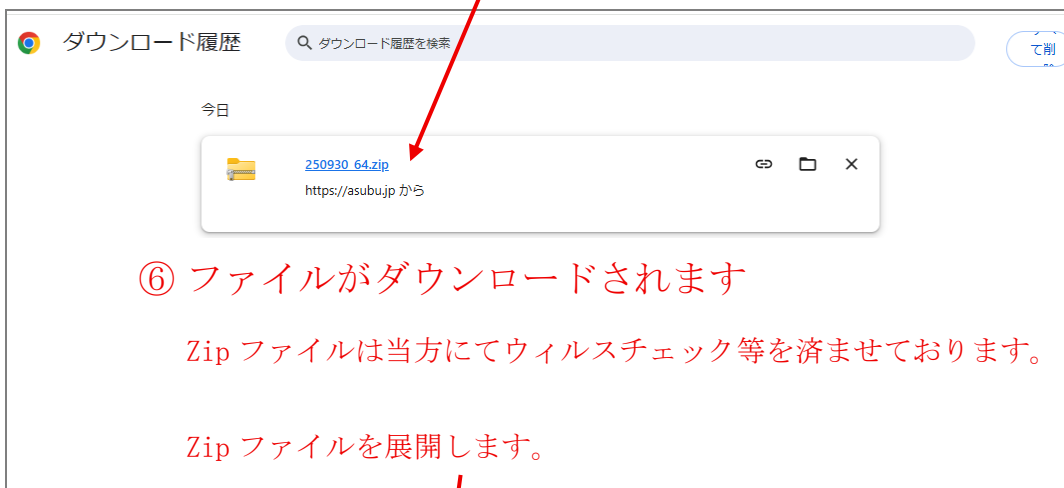 ダウンロード履歴
ダウンロード履歴を検索
て削
今日
250930_64.zip
https://asubu.jp から
⑥ ファイルがダウンロードされます
Zip ファイルは当方にてウィルスチェック等を済ませております。
Zip ファイルを展開します。